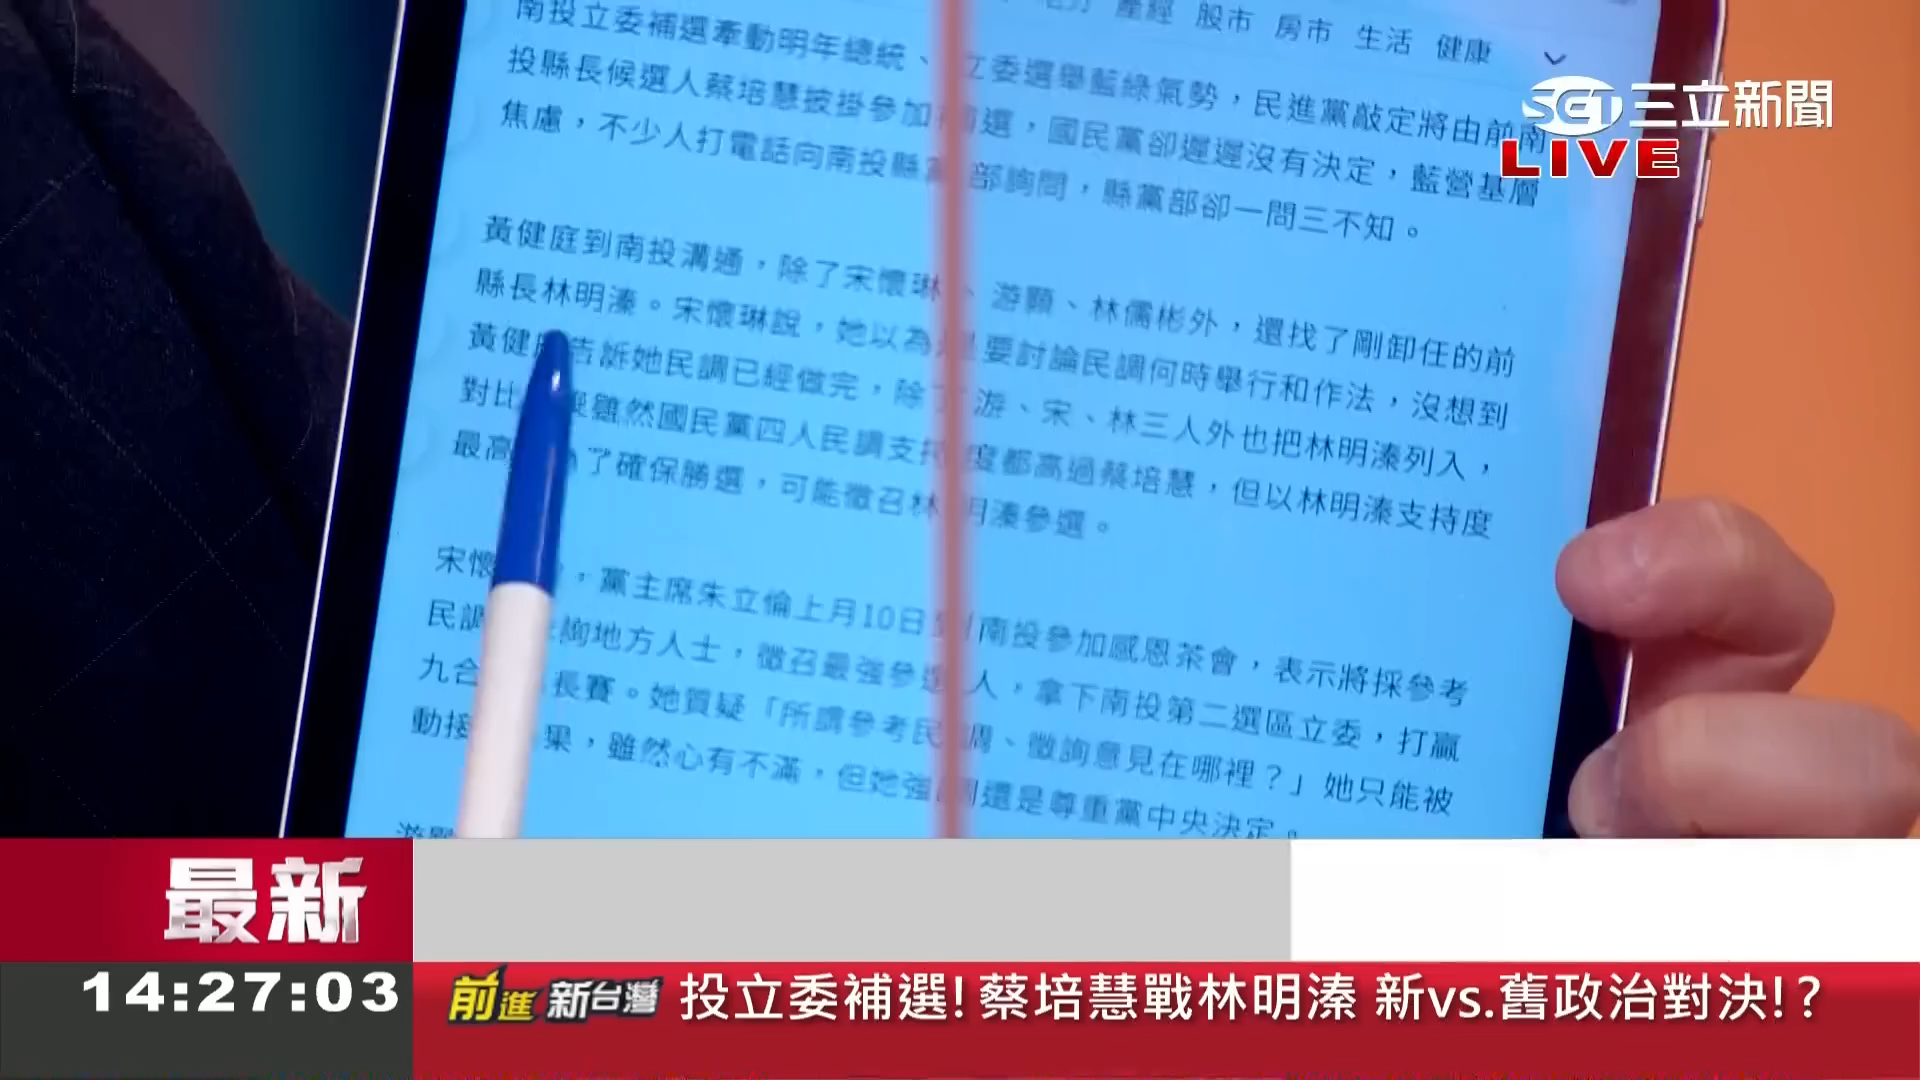 產經 股市 房市 生活 健康
南投立委補選牽動明年總統、立委選舉藍綠氣勢，民進黨敲定將由前南
投縣長候選人蔡培慧披掛參加 選，國民黨卻遲遲沒有決定，藍營基層
焦慮，不少人打電話向南投縣黨部詢問，縣黨部卻一問三不知。
黃健庭到南投溝通，除了宋懷琳、游顥、林儒彬外，還找了剛卸任的前
縣長林明溱。宋懷琳說，她以為是要討論民調何時舉行和作法，沒想到
黃健庭告訴她民調已經做完，除了游、宋、林三人外也把林明溱列入，
對比 雖然國民黨四人民調支持度都高過蔡培慧，但以林明溱支持度
最高 了確保勝選，可能徵召林明溱參選。
宋懷 ，黨主席朱立倫上月10日到南投參加感恩茶會，表示將採參考
民調 詢地方人士，徵召最強參選人，拿下南投第二選區立委，打贏
九合 長賽。她質疑「所謂參考民調、徵詢意見在哪裡？」她只能被
動接 果，雖然心有不滿，但她強調還是尊重黨中央決定。
SET三立新聞
LIVE
最新
14:27:03
前進新台灣 投立委補選!蔡培慧戰林明溱 新vs.舊政治對決!?